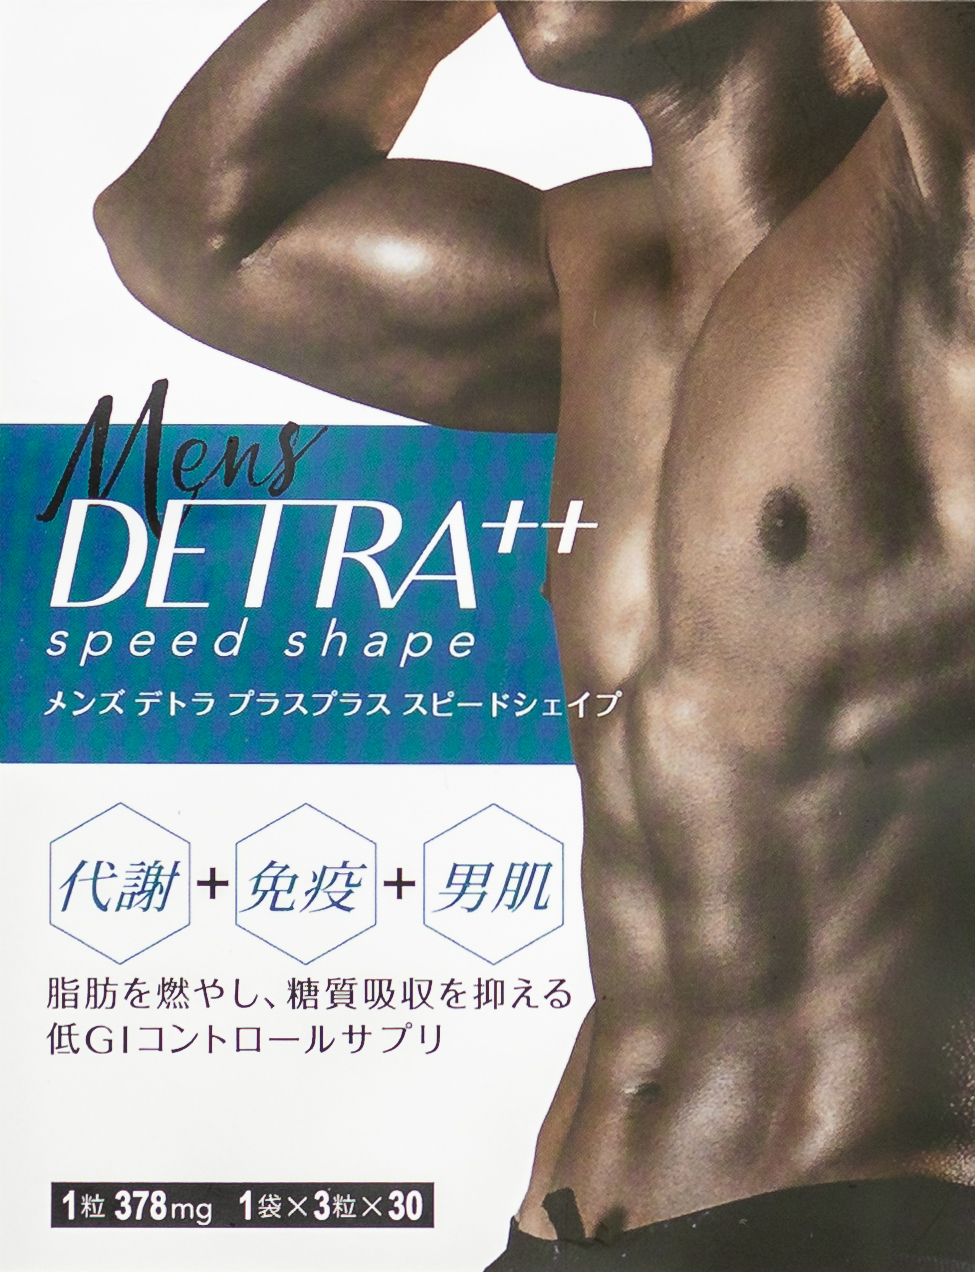 Mens
DETRA++
speed shape
メンズ デトラ プラスプラス スピードシェイプ
代謝+免疫+男肌
脂肪を燃やし、糖質吸収を抑える
低GIコントロールサプリ
1粒 378mg 1袋×3粒×30